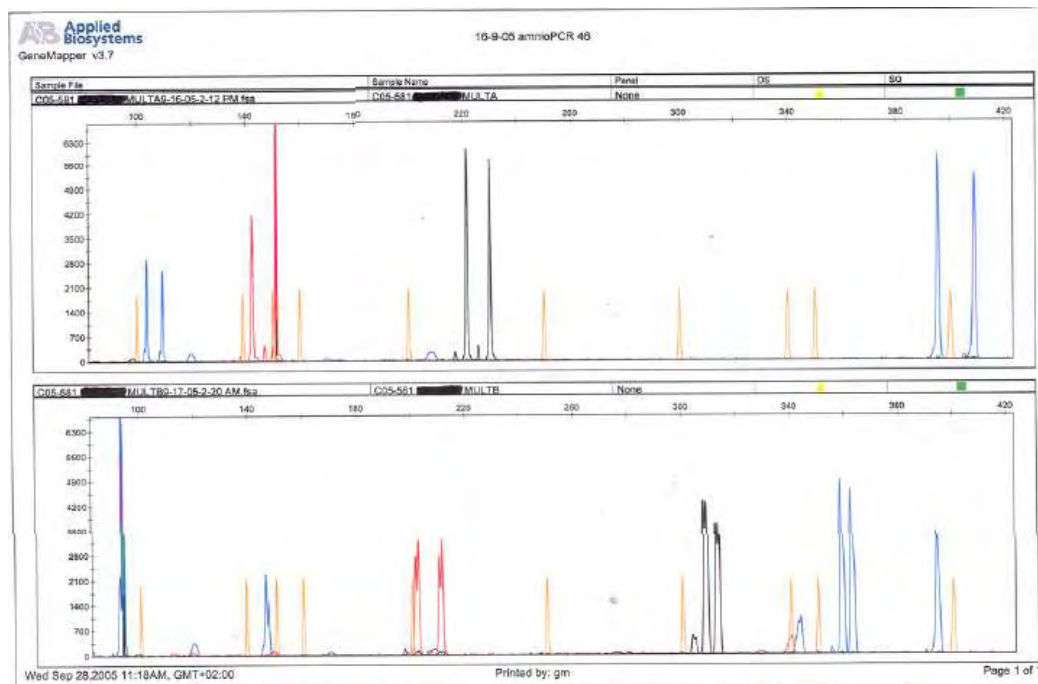 AB Applied Biosystems
GeneMapper v3.7
16-9-05 amnioPCR 46
Sample File Sample Name Panel OS SQ
C05-581 MULTA9-16-05-2-12 PM.fsa C05-581 MULTA None
100 140 180 220 260 300 340 380 420
6300
5600
4900
4200
3500
2800
2100
1400
700
0
C05-581 MULTB9-17-05-2-20 AM.fsa C05-581 MULTB None
100 140 180 220 260 300 340 380 420
6300
5600
4900
4200
3500
2800
2100
1400
700
0
Wed Sep 28,2005 11:18AM, GMT+02:00 Printed by: gm Page 1 of 1